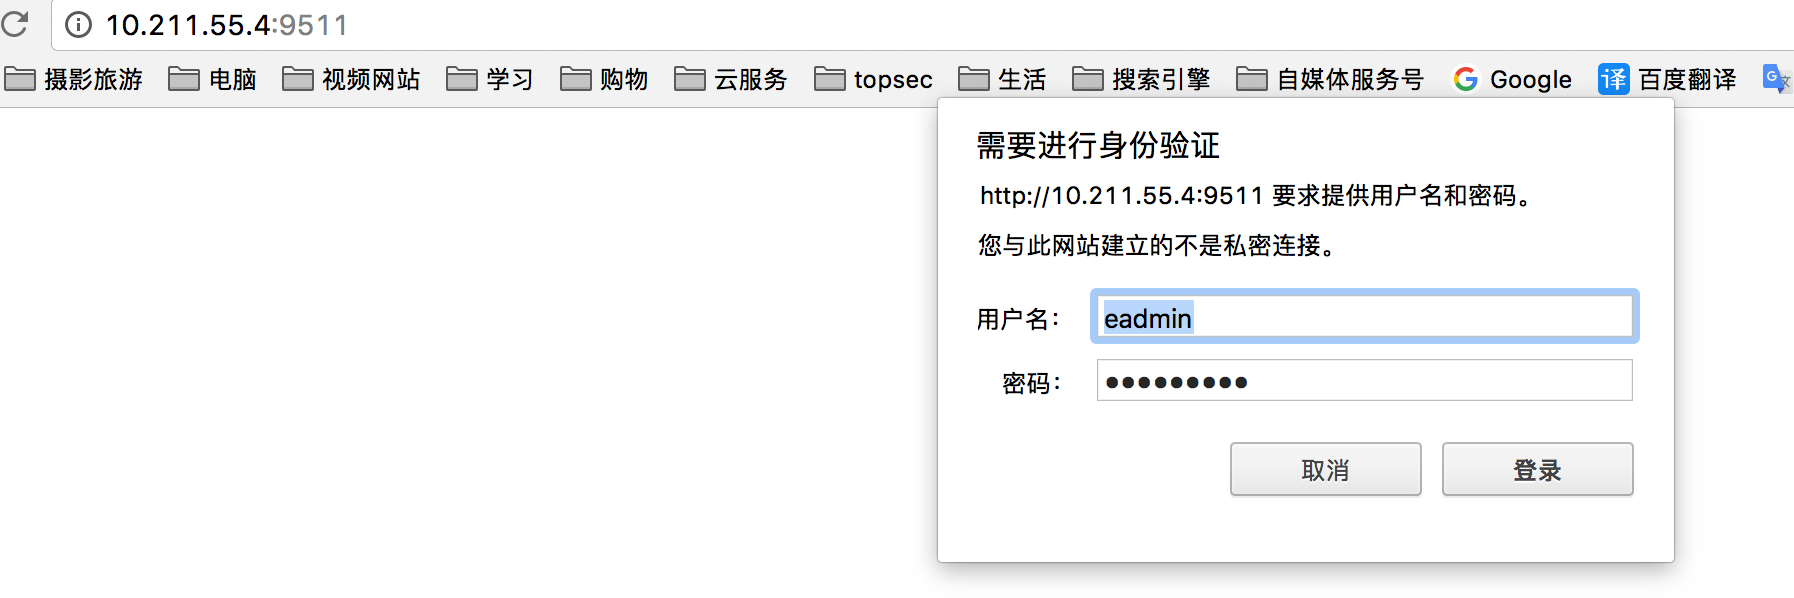 10.211.55.4:9511
摄影旅游 电脑 视频网站 学习 购物 云服务 topsec 生活 搜索引擎 自媒体服务号 Google 译 百度翻译 G 文
需要进行身份验证
http://10.211.55.4:9511 要求提供用户名和密码。
您与此网站建立的不是私密连接。
用户名： eadmin
密码： •••••••••
取消 登录